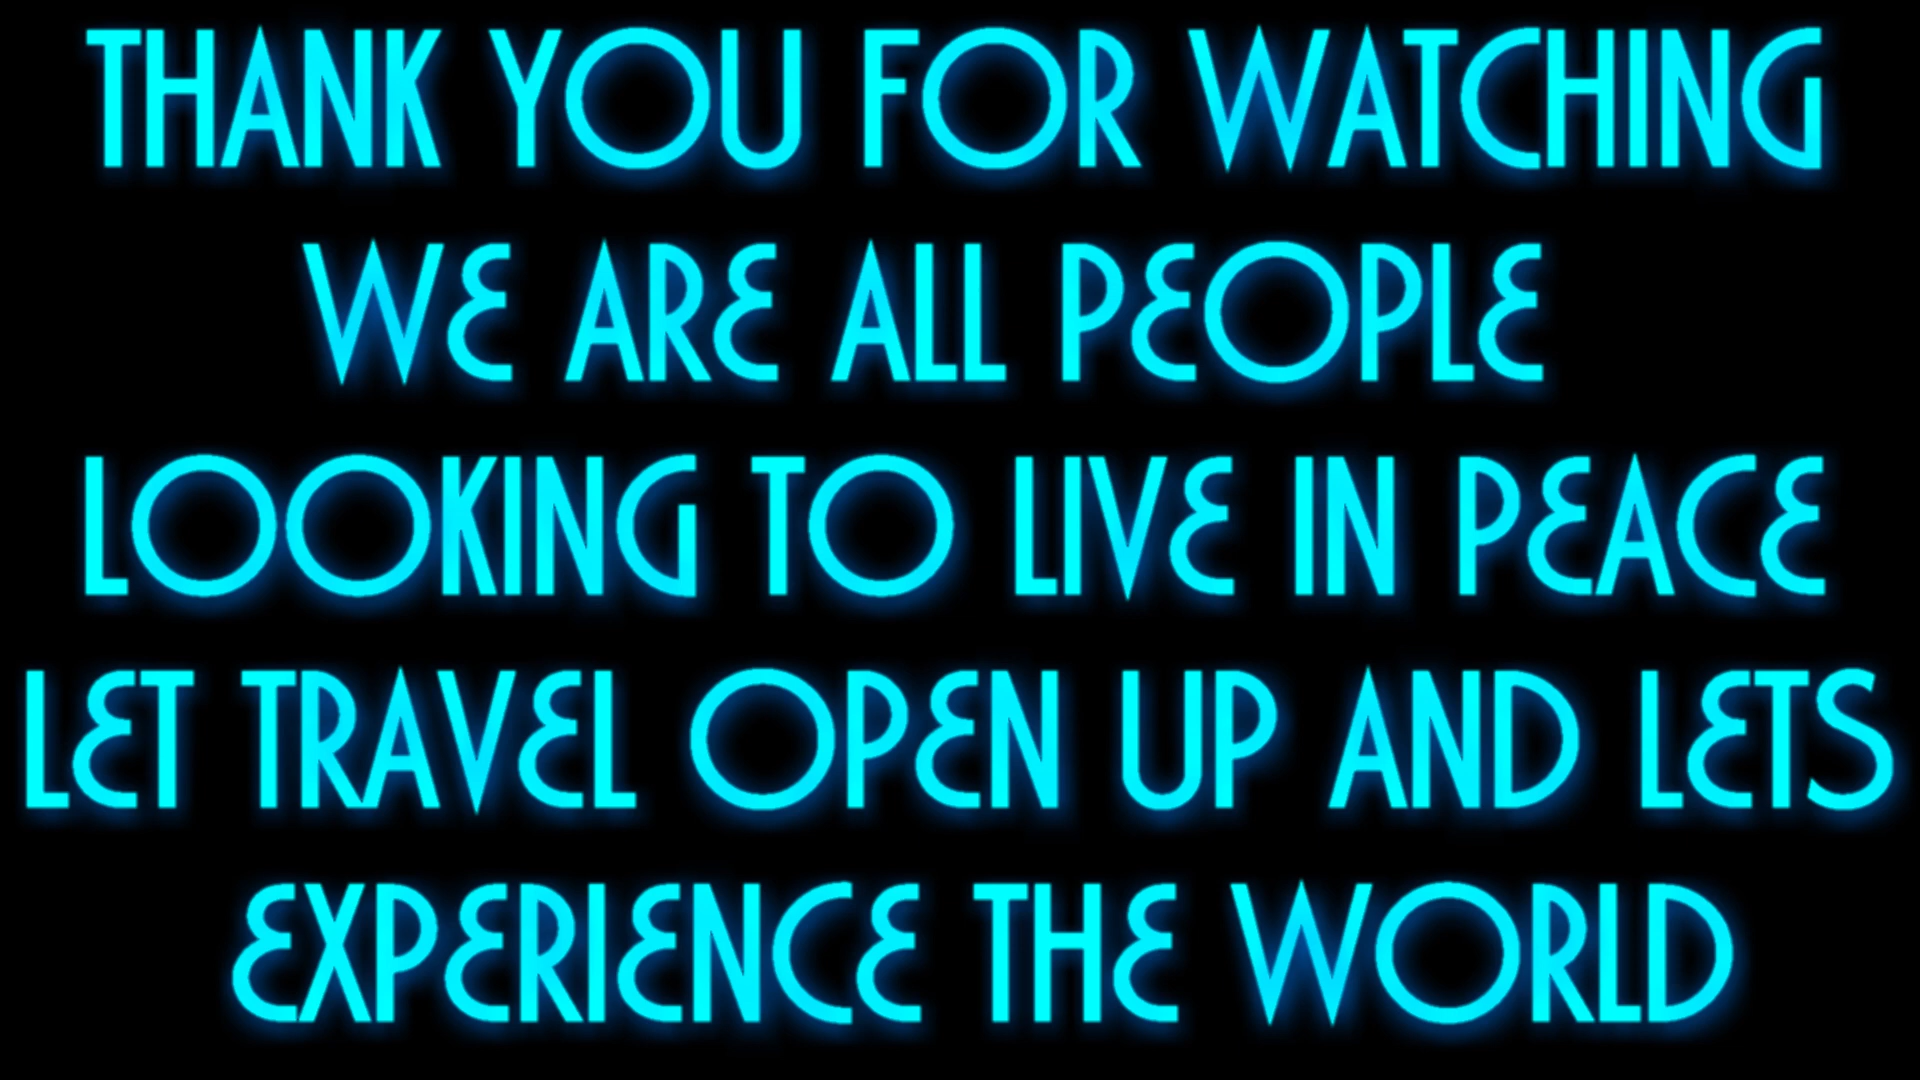 THANK YOU FOR WATCHING
WE ARE ALL PEOPLE
LOOKING TO LIVE IN PEACE
LET TRAVEL OPEN UP AND LETS
EXPERIENCE THE WORLD